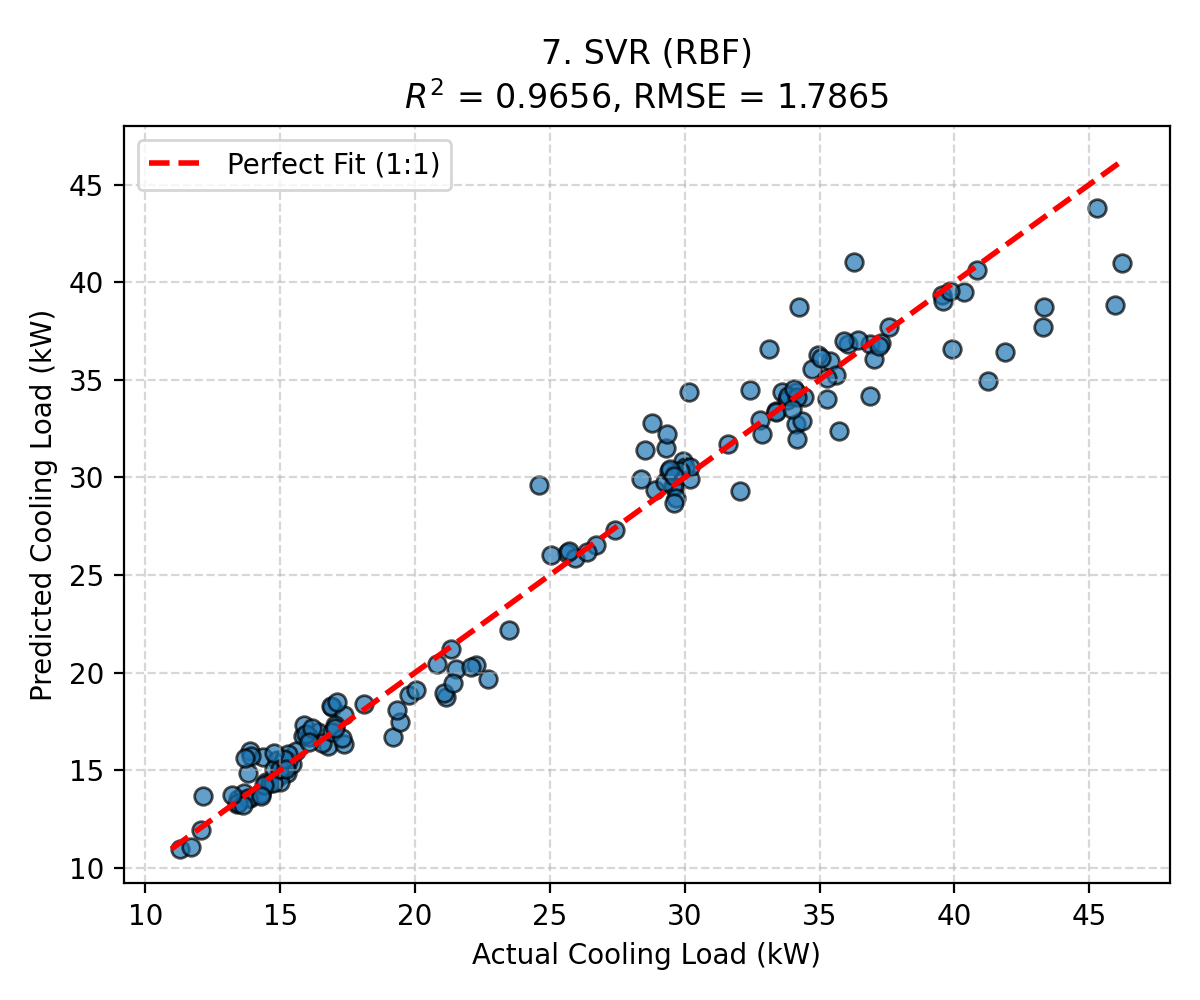 7. SVR (RBF)
R² = 0.9656, RMSE = 1.7865
Perfect Fit (1:1)
45
40
35
30
25
20
15
10
Predicted Cooling Load (kW)
10 15 20 25 30 35 40 45
Actual Cooling Load (kW)